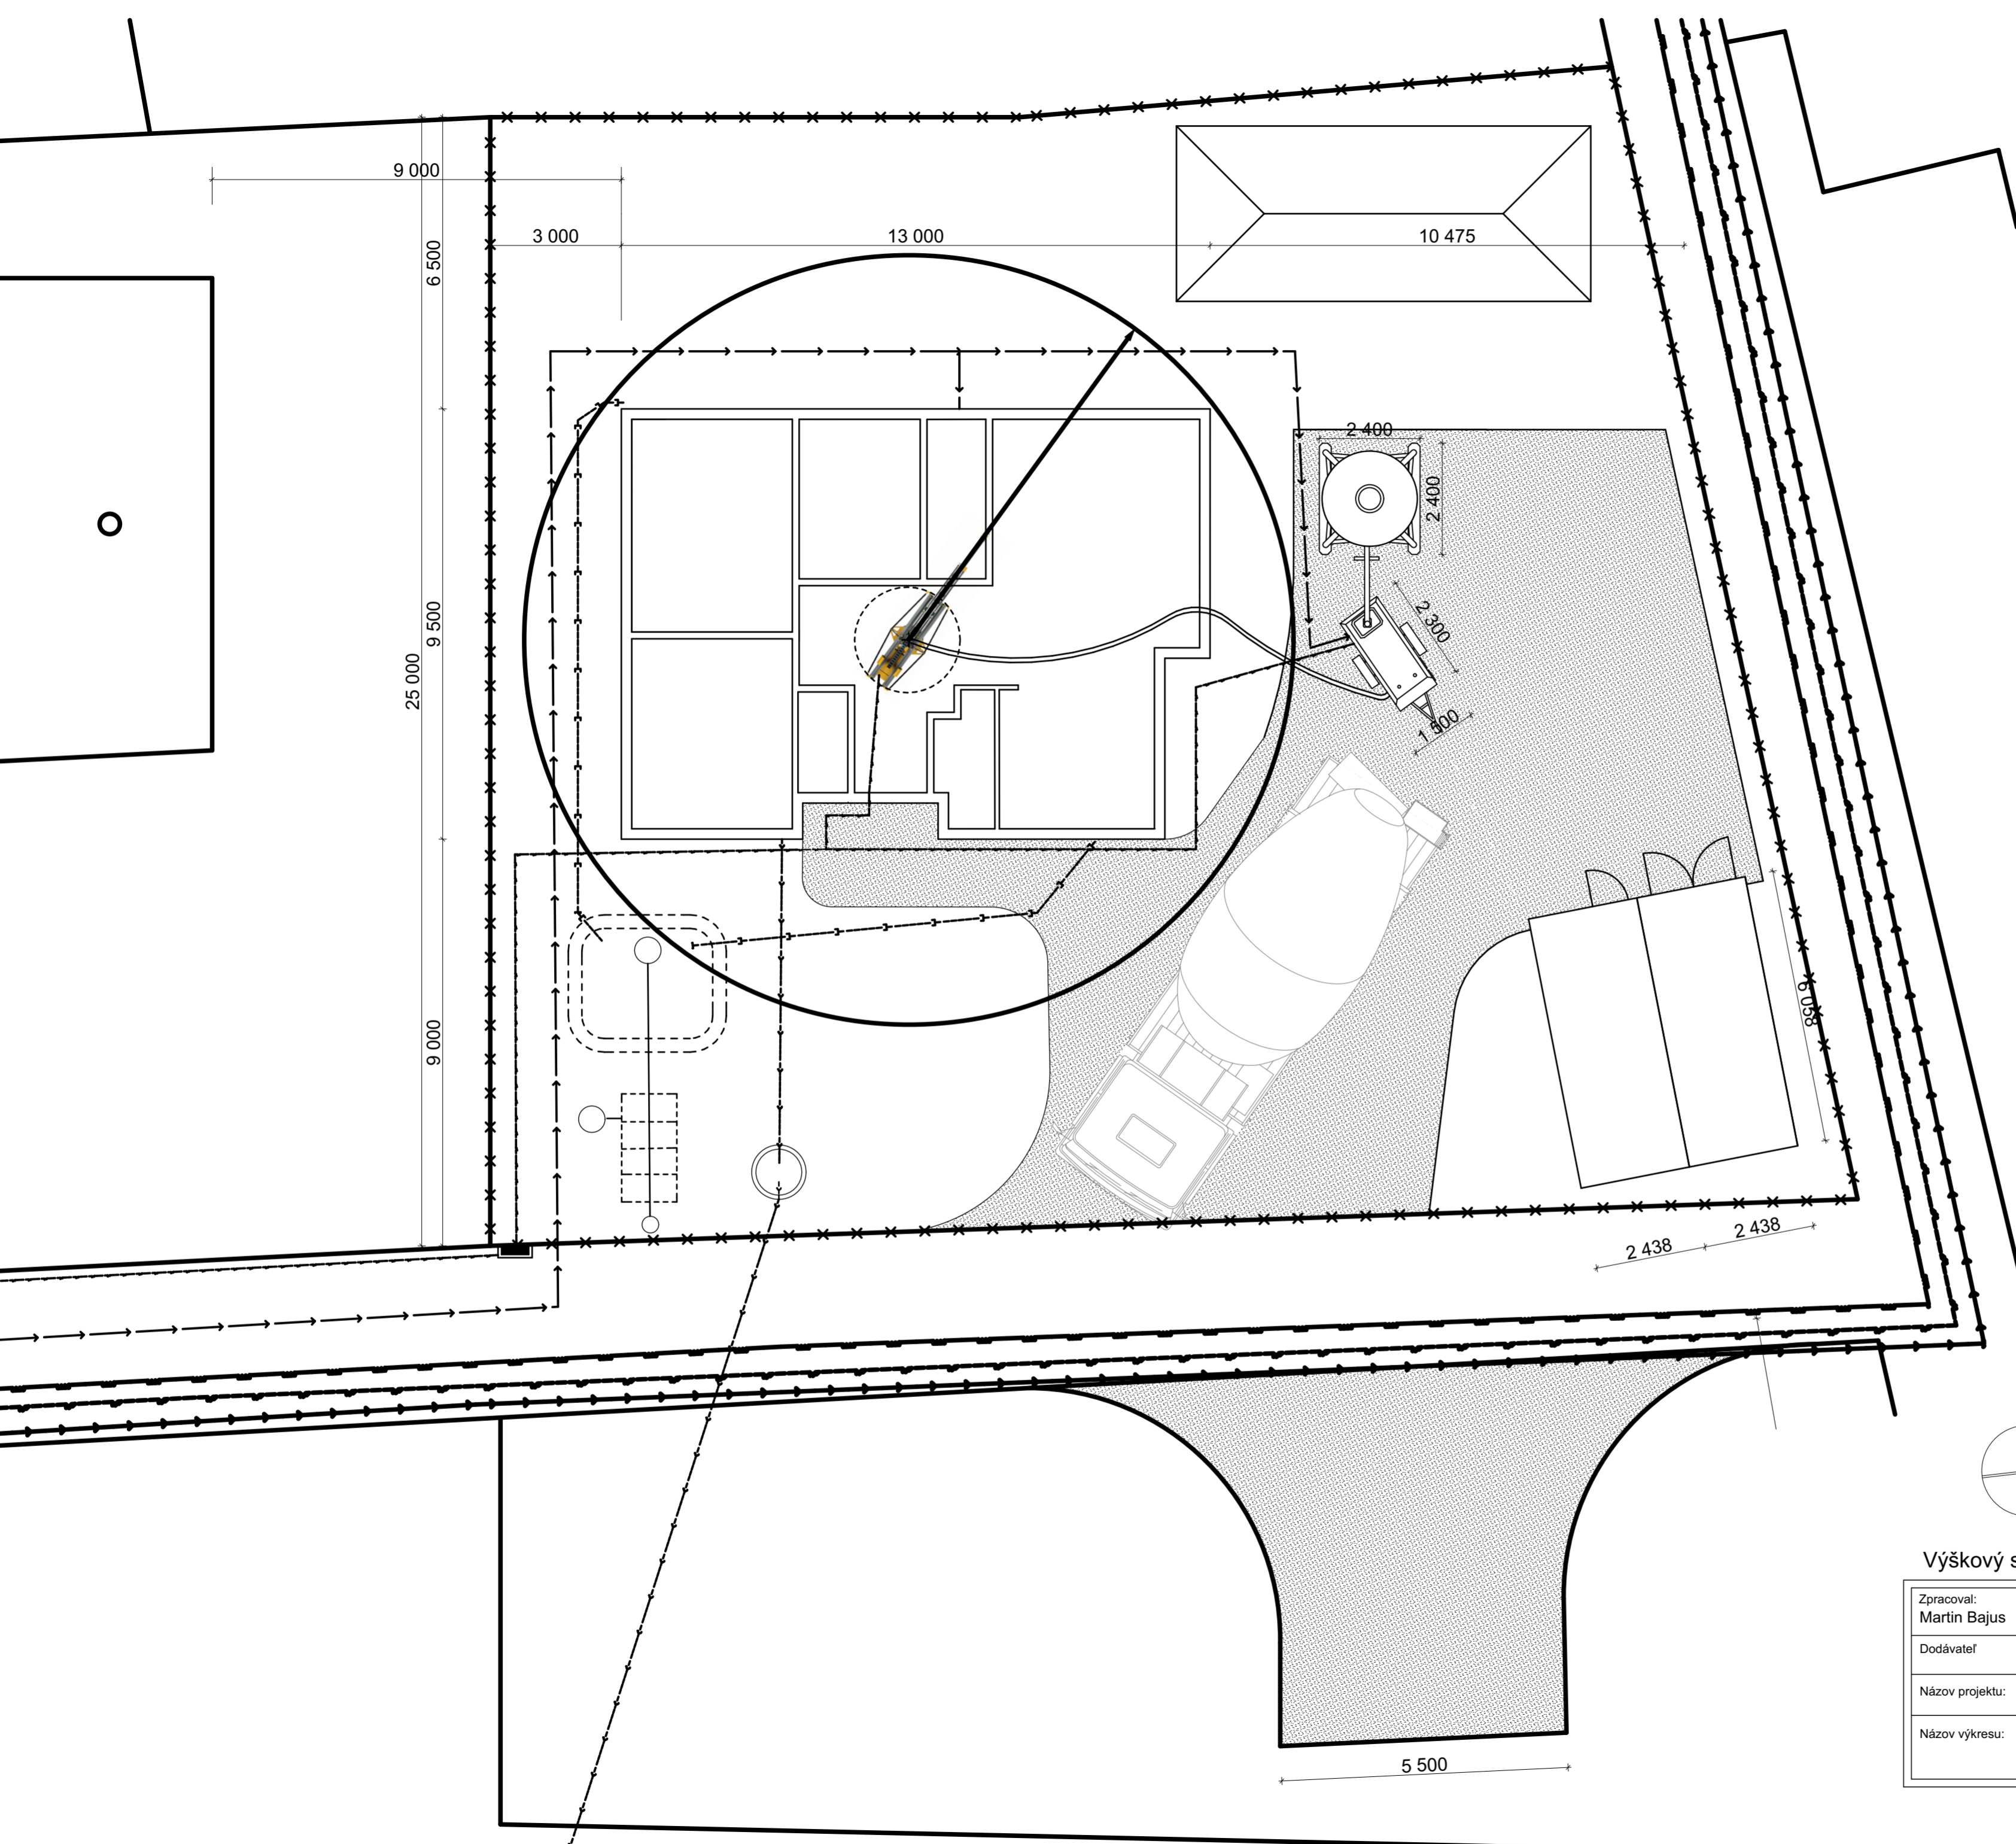 9 000
3 000
13 000
10 475
6 500
2 400
2 400
9 500
2 300
25 000
1 500
6 058
9 000
2 438
2 438
5 500
Výškový
Zpracoval:
Martin Bajus
Dodávateľ
Názov projektu:
Názov výkresu: